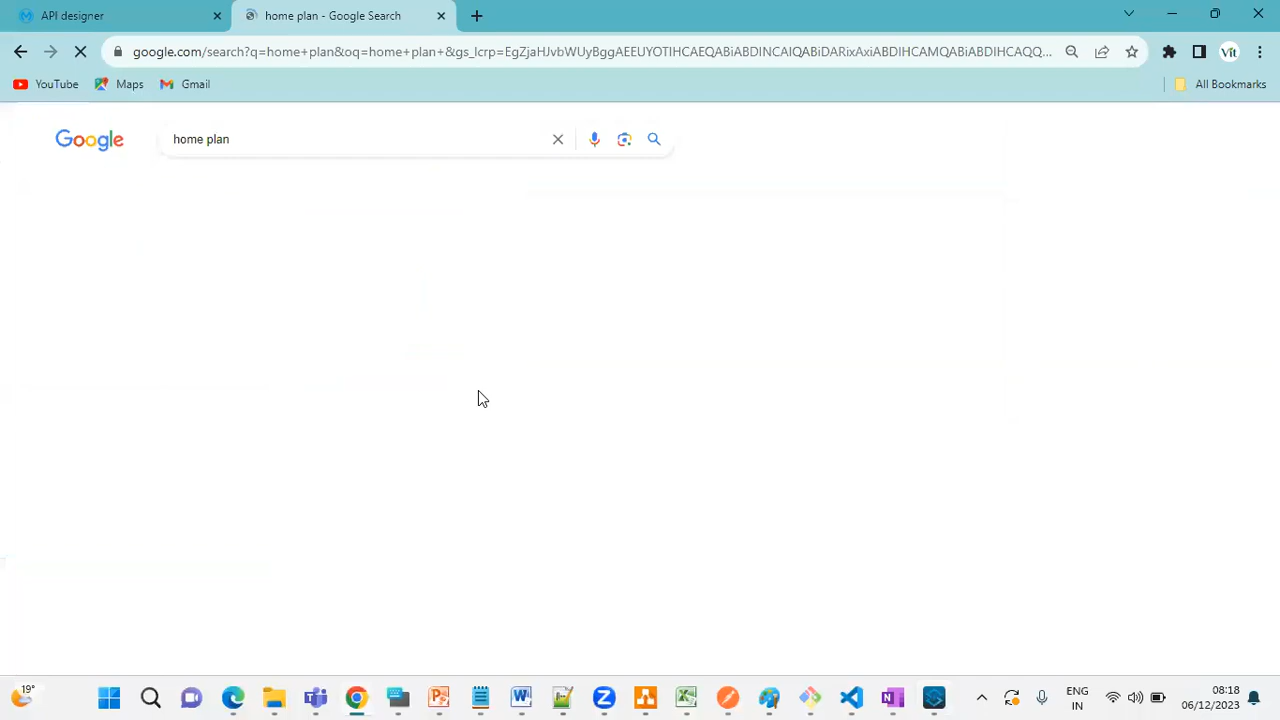 API designer
home plan - Google Search
google.com/search?q=home+plan&oq=home+plan+&gs_lcrp=EgZjaHJvbWUyBggAEEUYOTIHCAEQABiABDINCAIQABiDARixAxiABDIHCAMQABiABDIHCAQQ...
Vit
YouTube
Maps
Gmail
All Bookmarks
Google
home plan
19°
ENG
IN
08:18
06/12/2023